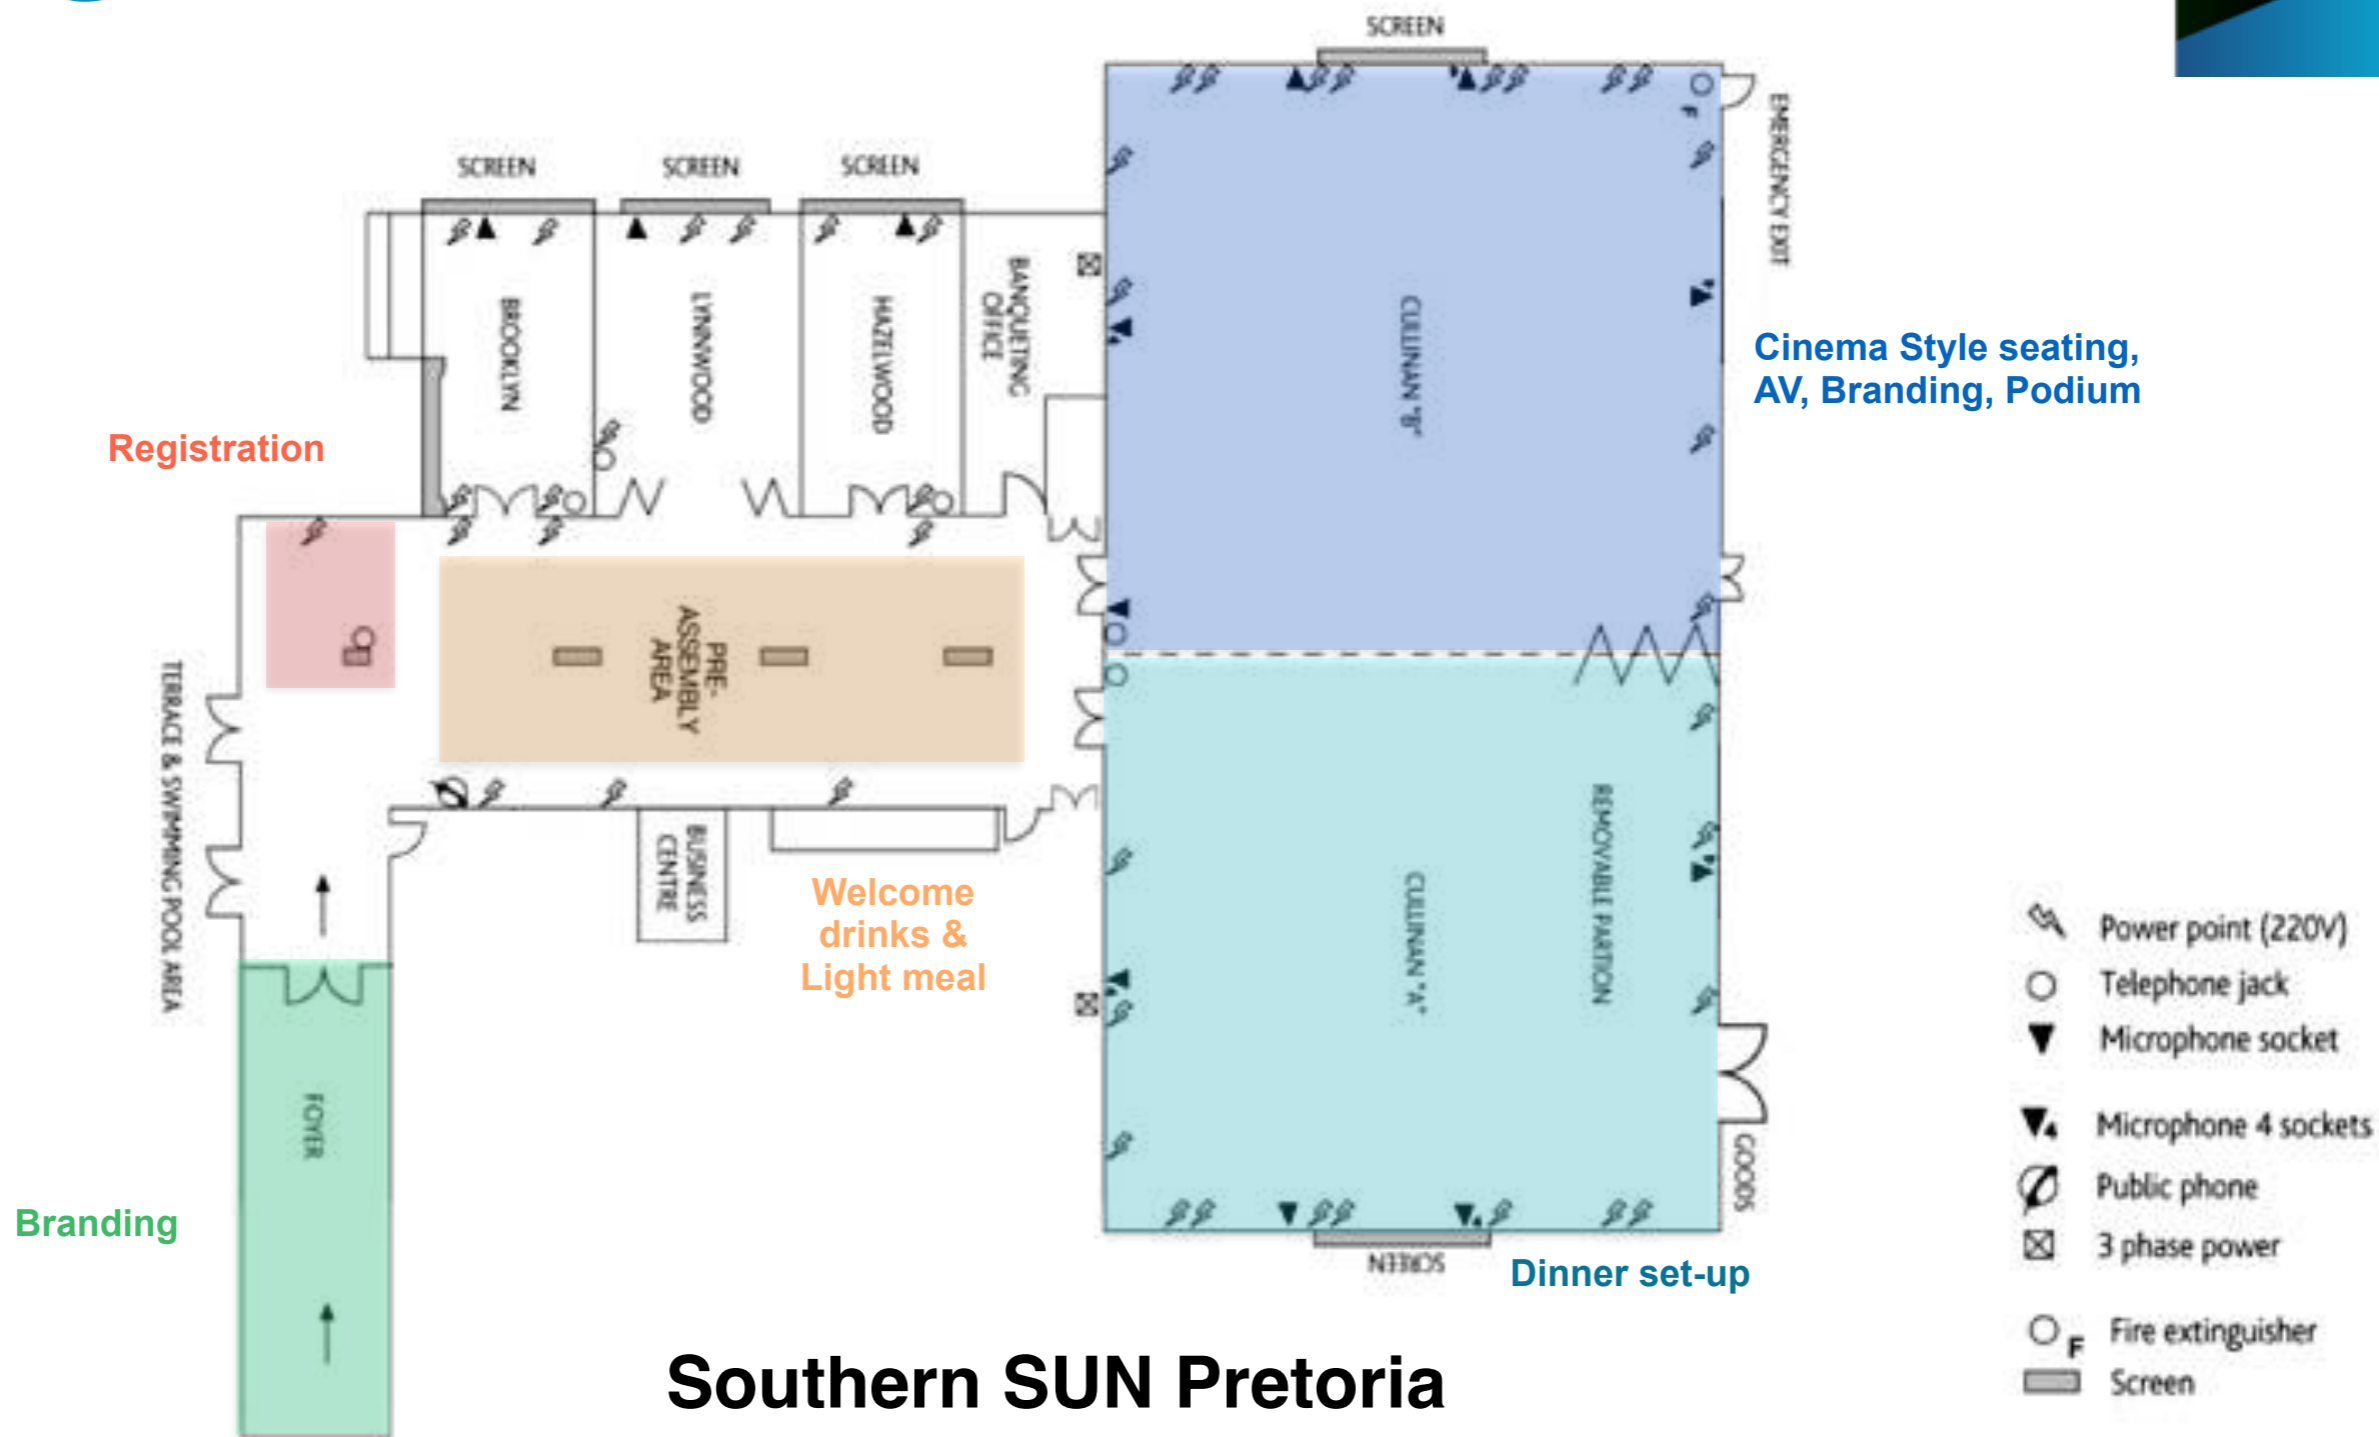 SCREEN
SCREEN
SCREEN
SCREEN
EMERGENCY EXIT
BROOKLYN
LYNNWOOD
HAZELWOOD
BANQUETING
OFFICE
CULLINAN "B"
Cinema Style seating,
AV, Branding, Podium
Registration
PRE-
ASSEMBLY
AREA
TERRACE & SWIMMING POOL AREA
BUSINESS
CENTRE
Welcome
drinks &
Light meal
CULLINAN "A"
REMOVABLE PARTION
GOODS
FOYER
Branding
SCREEN
Dinner set-up
Southern SUN Pretoria
Power point (220V)
Telephone jack
Microphone socket
4
Microphone 4 sockets
Public phone
3 phase power
F
Fire extinguisher
Screen